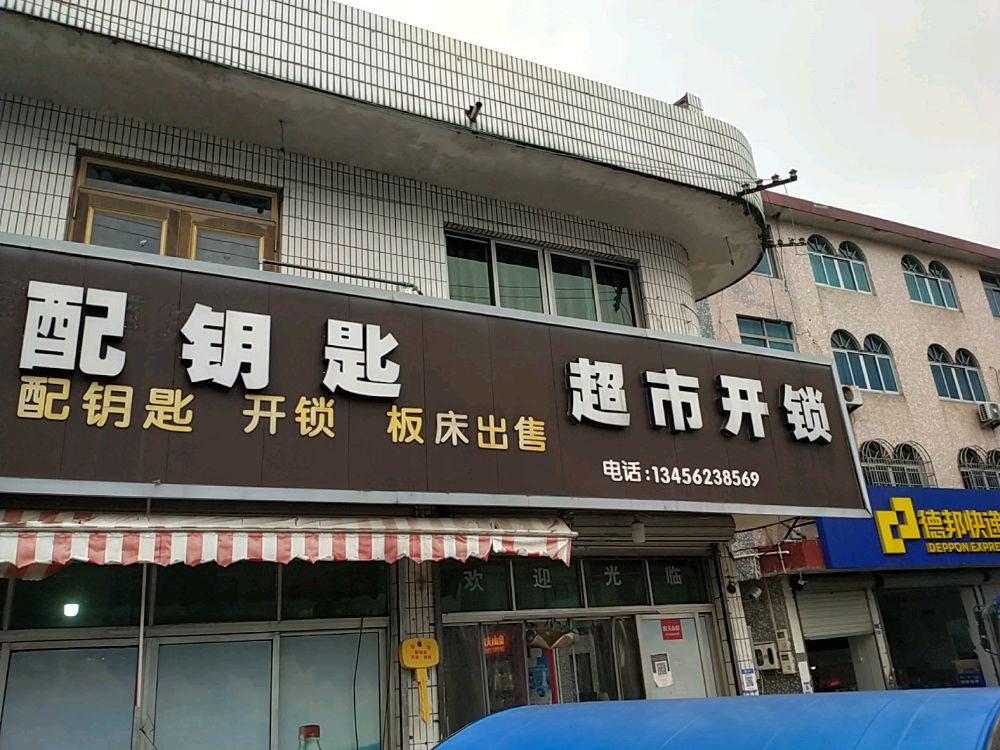 配钥匙 超市开锁
配钥匙 开锁 板床出售
电话:13456238569
德邦快速
DEPPON EXPRE
欢迎光临